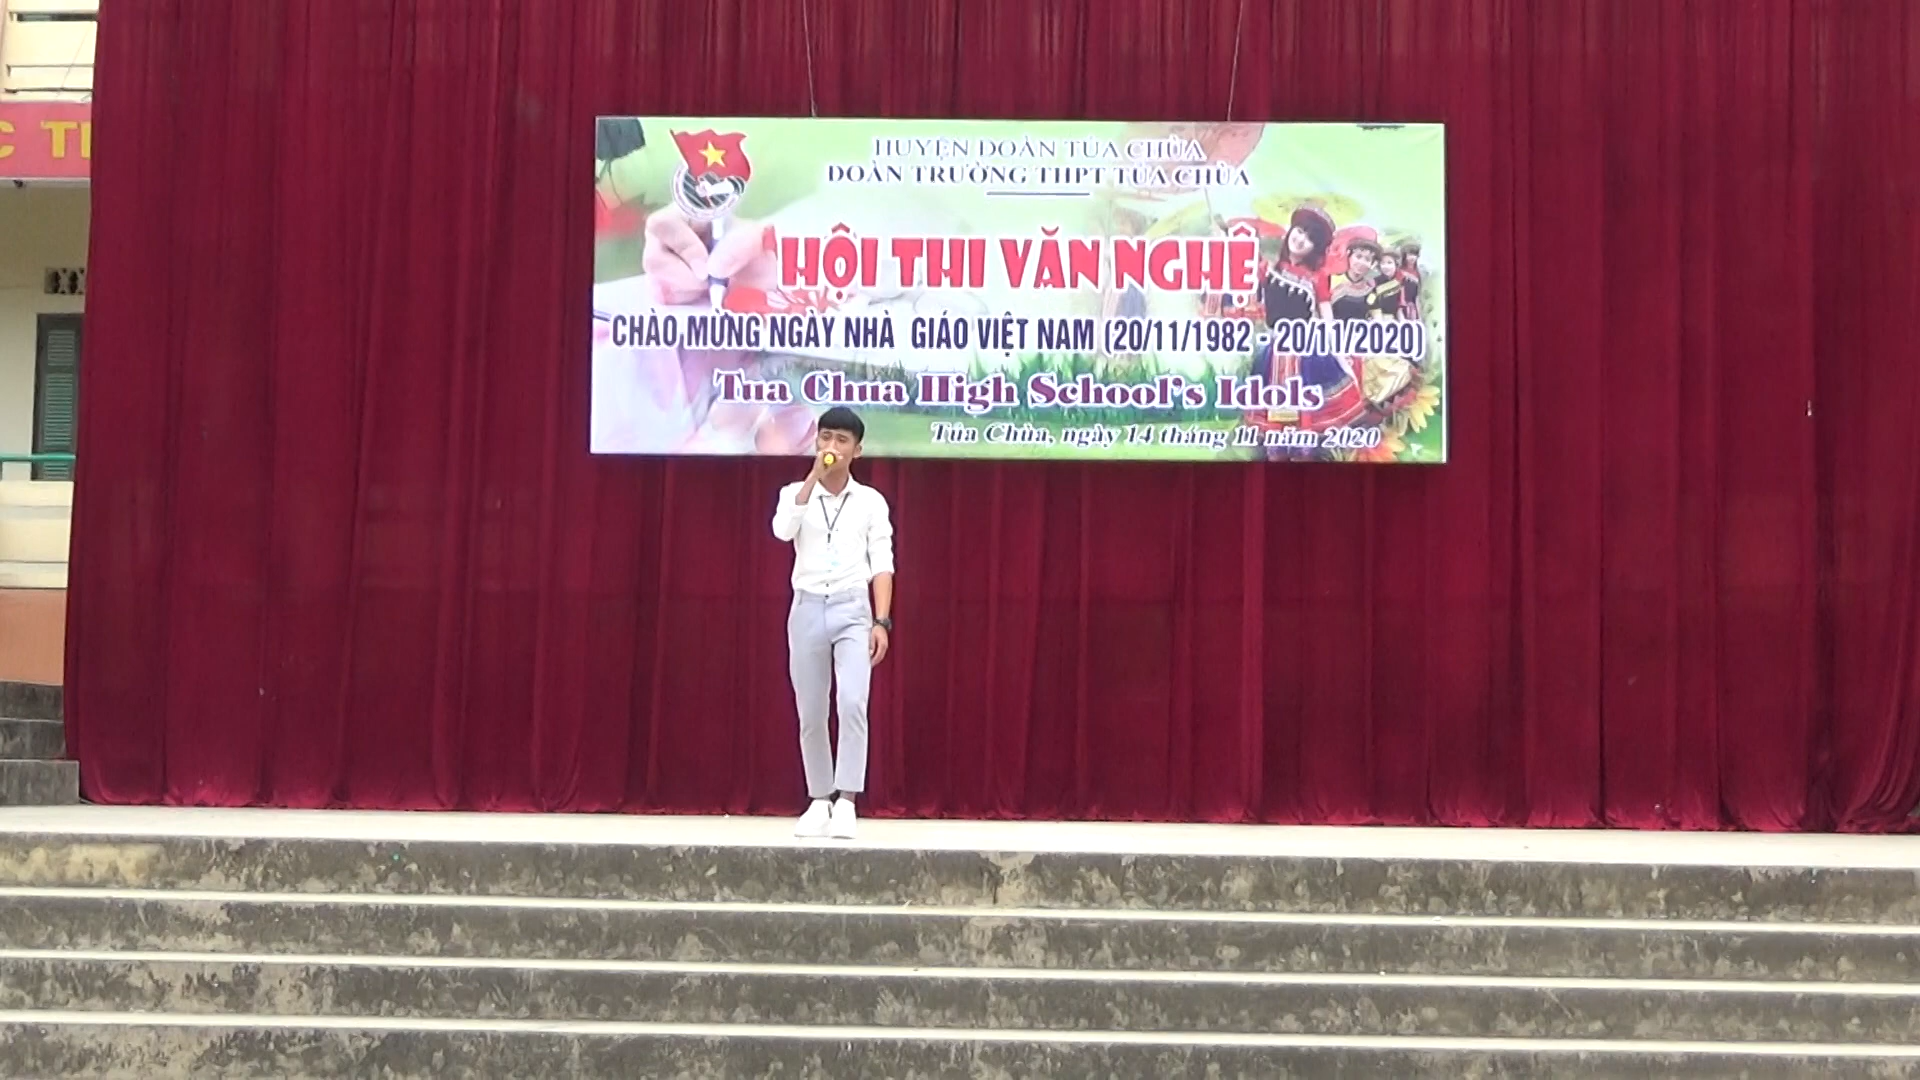 C TH
HUYỆN ĐOÀN TỦA CHÙA
ĐOÀN TRƯỜNG THPT TỦA CHÙA
HỘI THI VĂN NGHỆ
CHÀO MỪNG NGÀY NHÀ GIÁO VIỆT NAM (20/11/1982 - 20/11/2020)
Tua Chua High School's Idols
Tủa Chùa, ngày 14 tháng 11 năm 2020